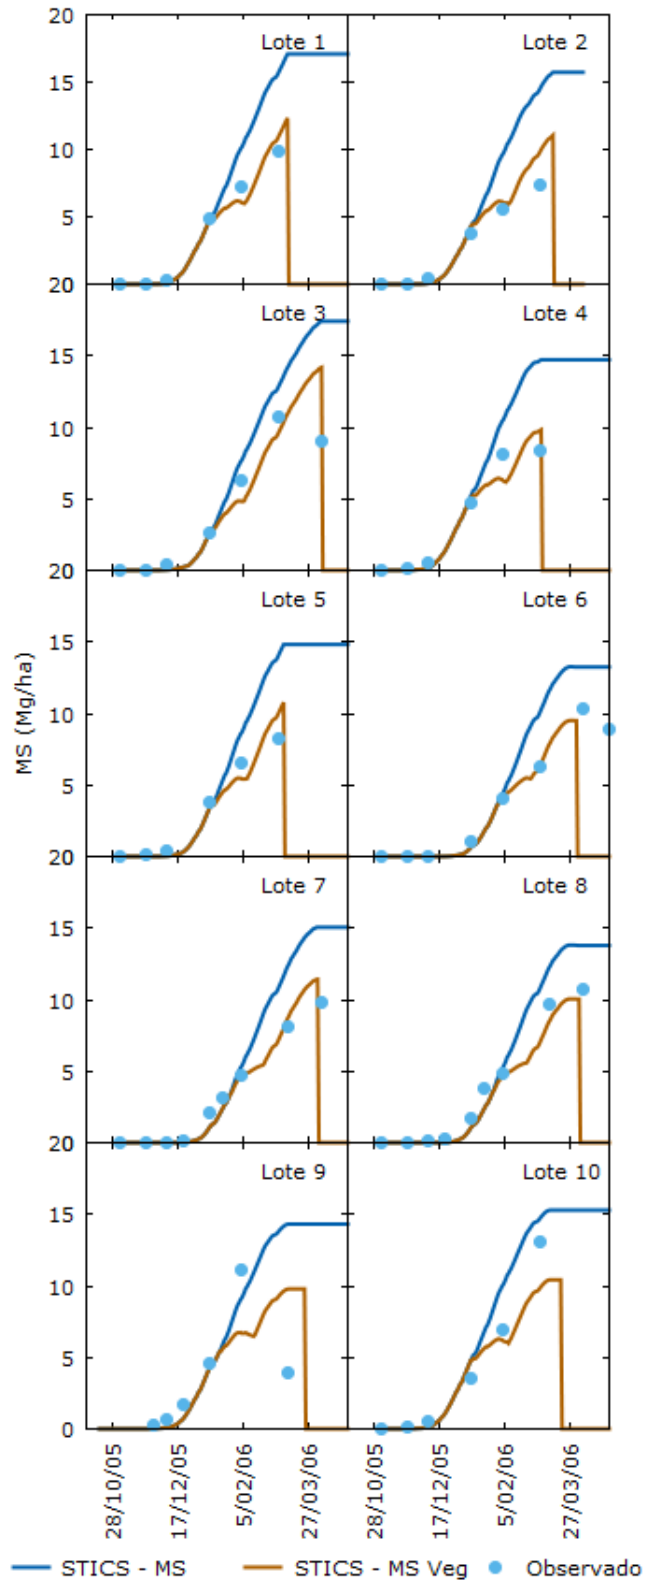 20
15
10
5
20
15
10
5
20
15
10
5
20
15
10
5
20
15
10
5
0
MS (Mg/ha)
Lote 1
Lote 2
Lote 3
Lote 4
Lote 5
Lote 6
Lote 7
Lote 8
Lote 9
Lote 10
28/10/05
17/12/05
5/02/06
27/03/06
28/10/05
17/12/05
5/02/06
27/03/06
STICS - MS
STICS - MS Veg
Observado